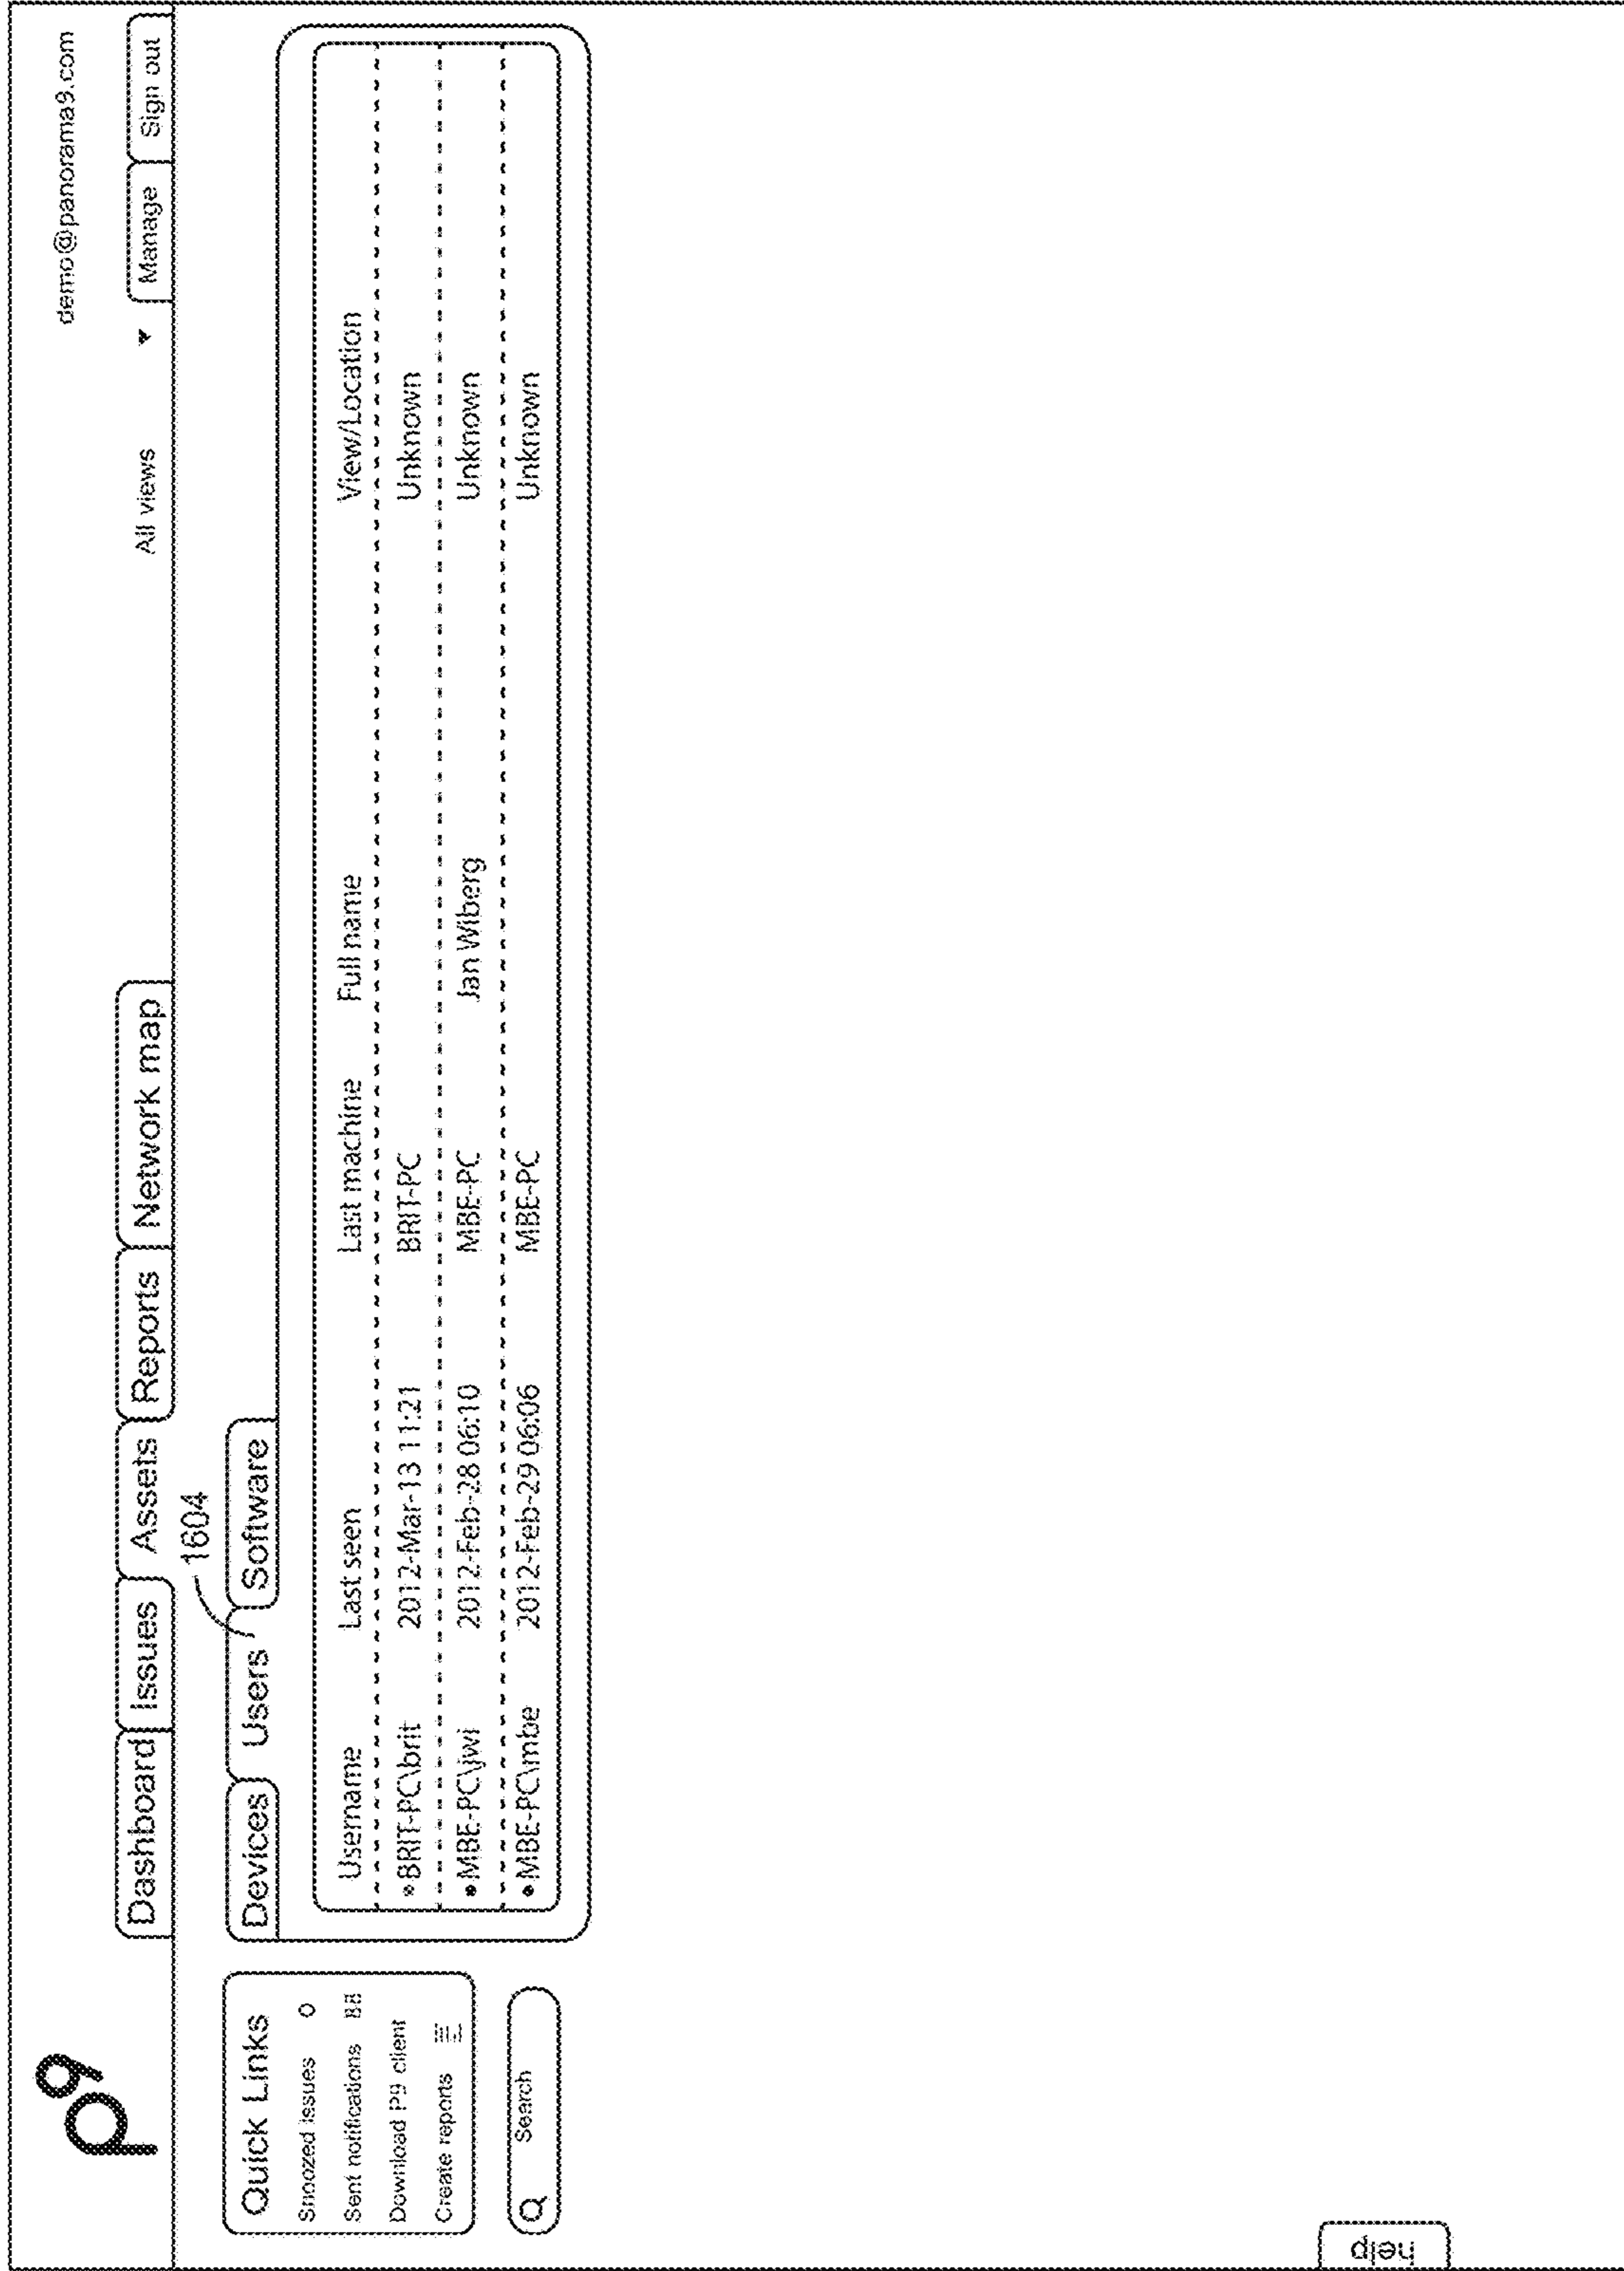 p9
demo@panorama9.com
Dashboard Issues Assets Reports Network map All views Manage Sign out
1604
Quick Links
Snoozed issues 0
Sent notifications 88
Download P9 client
Create reports
Search
Devices Users Software
Username Last seen Last machine Full name View/Location
BRIT-PC\brit 2012-Mar-13 11:21 BRIT-PC Unknown
MBE-PC\jwi 2012-Feb-28 06:10 MBE-PC Jan Wiberg Unknown
MBE-PC\mbe 2012-Feb-29 06:06 MBE-PC Unknown
help